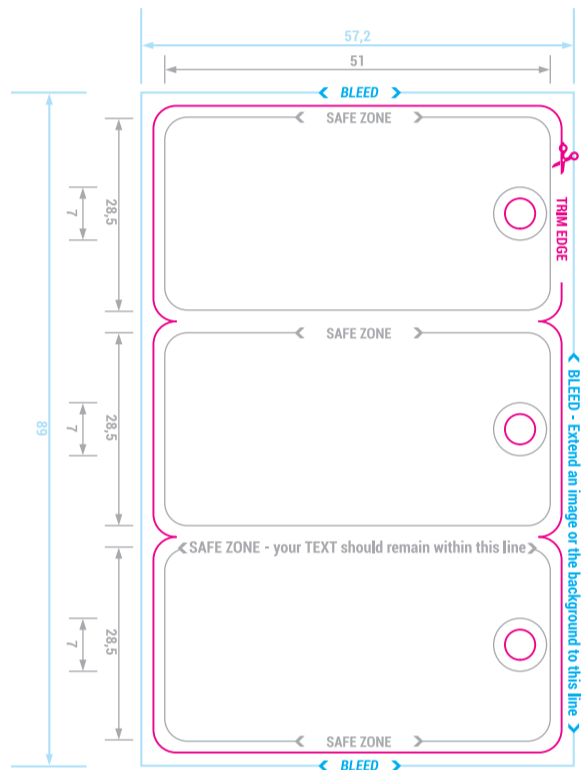 57,2
51
BLEED
SAFE ZONE
28,5
7
TRIM EDGE
SAFE ZONE
28,5
7
89
BLEED - Extend an image or the background to this line
SAFE ZONE - your TEXT should remain within this line
28,5
7
SAFE ZONE
BLEED